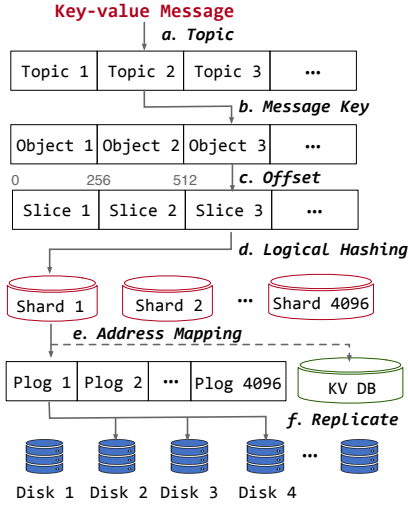 Key-value Message
a. Topic
Topic 1 Topic 2 Topic 3 ...
b. Message Key
Object 1 Object 2 Object 3 ...
0 256 512 c. Offset
Slice 1 Slice 2 Slice 3 ...
d. Logical Hashing
Shard 1 Shard 2 ... Shard 4096
e. Address Mapping
Plog 1 Plog 2 ... Plog 4096 KV DB
f. Replicate
...
Disk 1 Disk 2 Disk 3 Disk 4